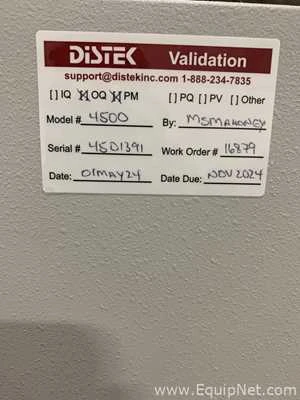 DiSTEK Validation
support@distekinc.com 1-888-234-7835
[ ] IQ [X] OQ [X] PM [ ] PQ [ ] PV [ ] Other
Model # 4500 By: MSMAHONEY
Serial # 45D1391 Work Order # 16879
Date: 01MAY24 Date Due: NOV 2024
www.EquipNet.com